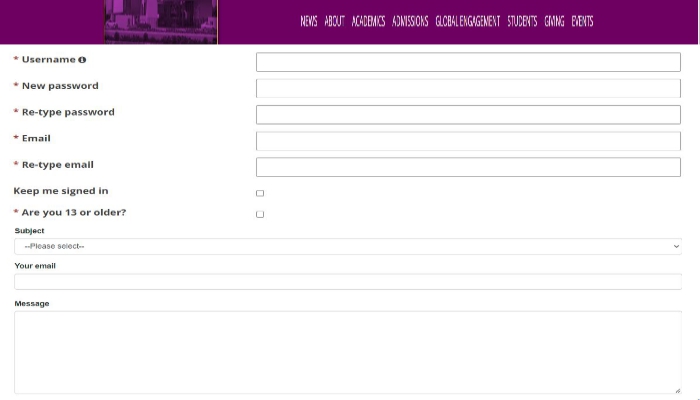 NEWS ABOUT ACADEMICS ADMISSIONS GLOBAL ENGAGEMENT STUDENTS GIVING EVENTS
* Username
* New password
* Re-type password
* Email
* Re-type email
Keep me signed in
* Are you 13 or older?
Subject
--Please select--
Your email
Message